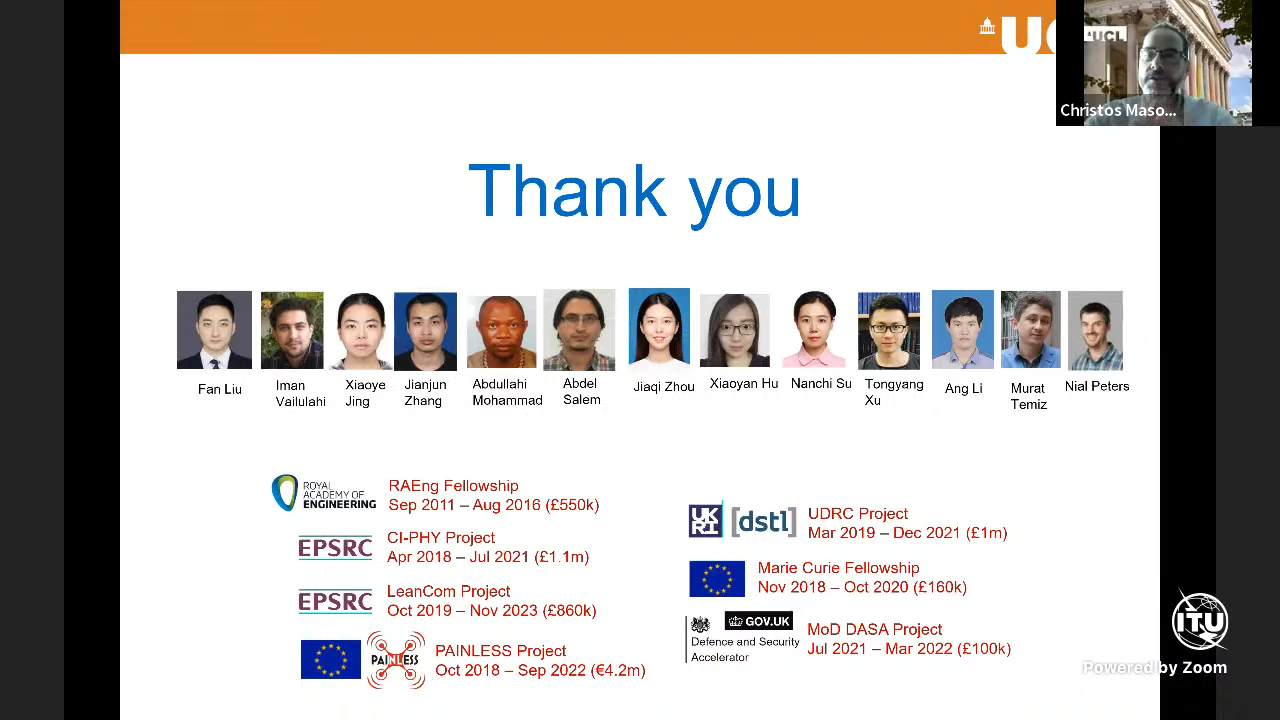 UCL
Christos Maso...
Thank you
Fan Liu
Iman
Vailulahi
Xiaoye
Jing
Jianjun
Zhang
Abdullahi
Mohammad
Abdel
Salem
Jiaqi Zhou
Xiaoyan Hu
Nanchi Su
Tongyang
Xu
Ang Li
Murat
Temiz
Nial Peters
ROYAL
ACADEMY OF
ENGINEERING
RAEng Fellowship
Sep 2011 – Aug 2016 (£550k)
EPSRC
CI-PHY Project
Apr 2018 – Jul 2021 (£1.1m)
EPSRC
LeanCom Project
Oct 2019 – Nov 2023 (£860k)
PAINLESS
PAINLESS Project
Oct 2018 – Sep 2022 (€4.2m)
UK
RI
[dstl]
UDRC Project
Mar 2019 – Dec 2021 (£1m)
Marie Curie Fellowship
Nov 2018 – Oct 2020 (£160k)
GOV.UK
Defence and Security
Accelerator
MoD DASA Project
Jul 2021 – Mar 2022 (£100k)
ITU
Powered by Zoom